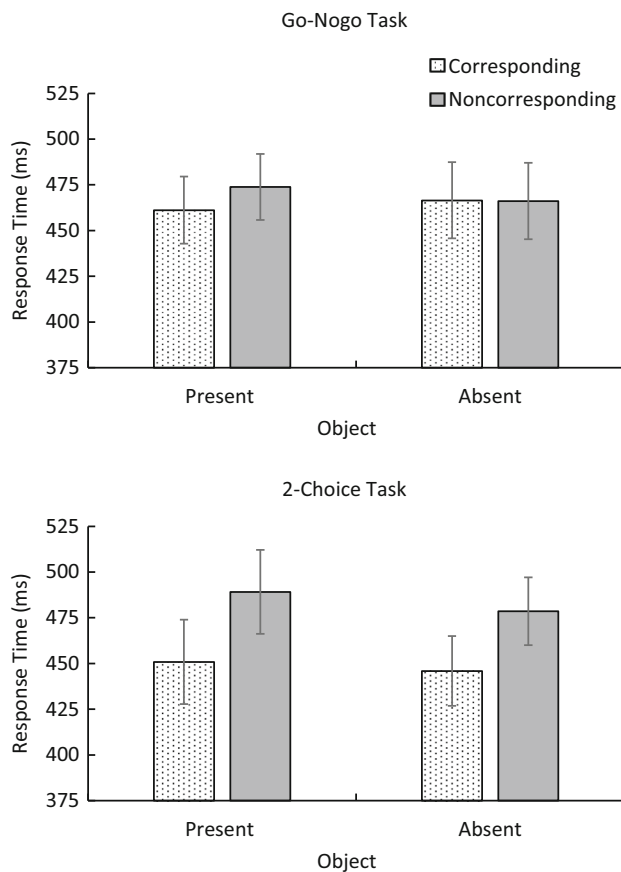 Go-Nogo Task
Corresponding
Noncorresponding
Response Time (ms)
525
500
475
450
425
400
375
Present
Absent
Object
2-Choice Task
Response Time (ms)
525
500
475
450
425
400
375
Present
Absent
Object